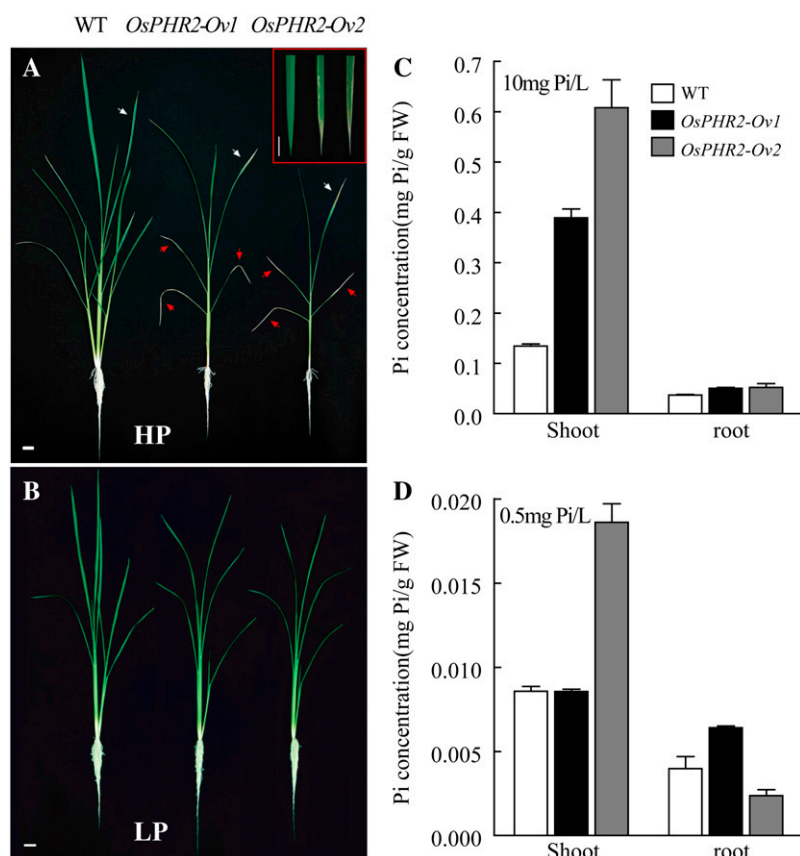 WT OsPHR2-Ov1 OsPHR2-Ov2
A
HP
B
LP
C
10mg Pi/L
WT
OsPHR2-Ov1
OsPHR2-Ov2
Pi concentration(mg Pi/g FW)
0.7
0.6
0.5
0.4
0.3
0.2
0.1
0.0
Shoot root
D
0.5mg Pi/L
Pi concentration(mg Pi/g FW)
0.020
0.015
0.010
0.005
0.000
Shoot root